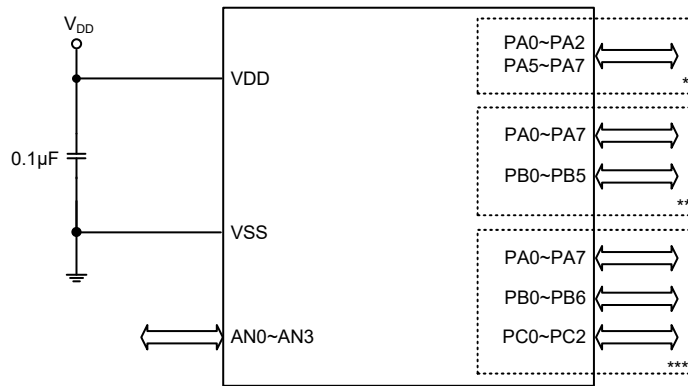 VDD
PA0~PA2
PA5~PA7
*
VDD
PA0~PA7
0.1µF
PB0~PB5
**
VSS
PA0~PA7
PB0~PB6
AN0~AN3
PC0~PC2
***